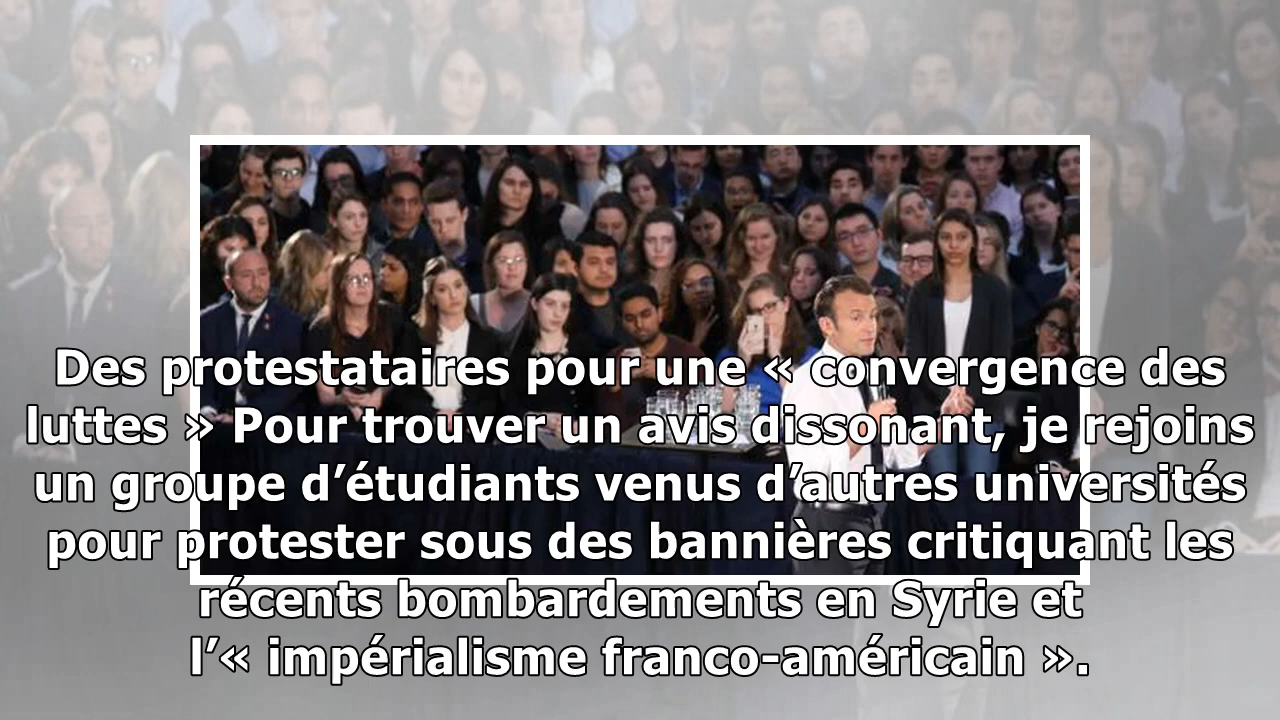 Des protestataires pour une « convergence des
luttes » Pour trouver un avis dissonant, je rejoins
un groupe d’étudiants venus d’autres universités
pour protester sous des bannières critiquant les
récents bombardements en Syrie et
l’« impérialisme franco-américain ».